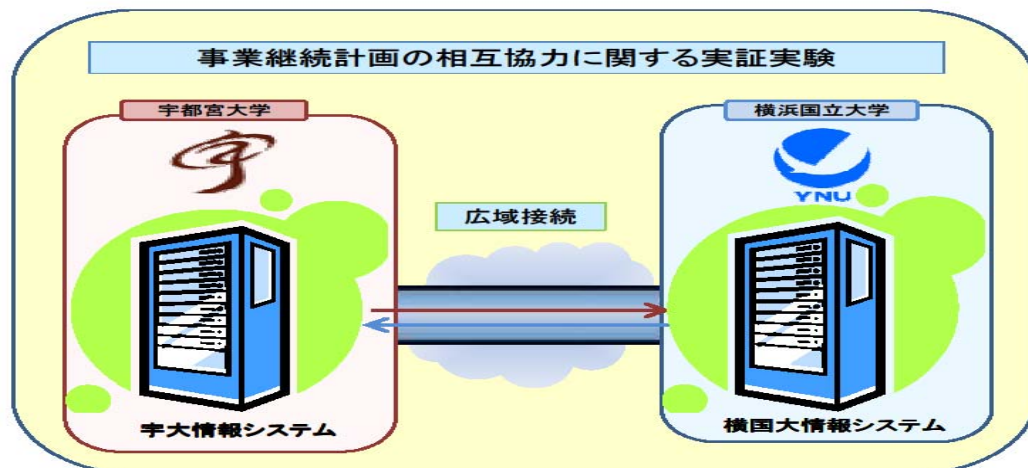 事業継続計画の相互協力に関する実証実験
宇都宮大学
横浜国立大学
YNU
広域接続
宇大情報システム
横国大情報システム